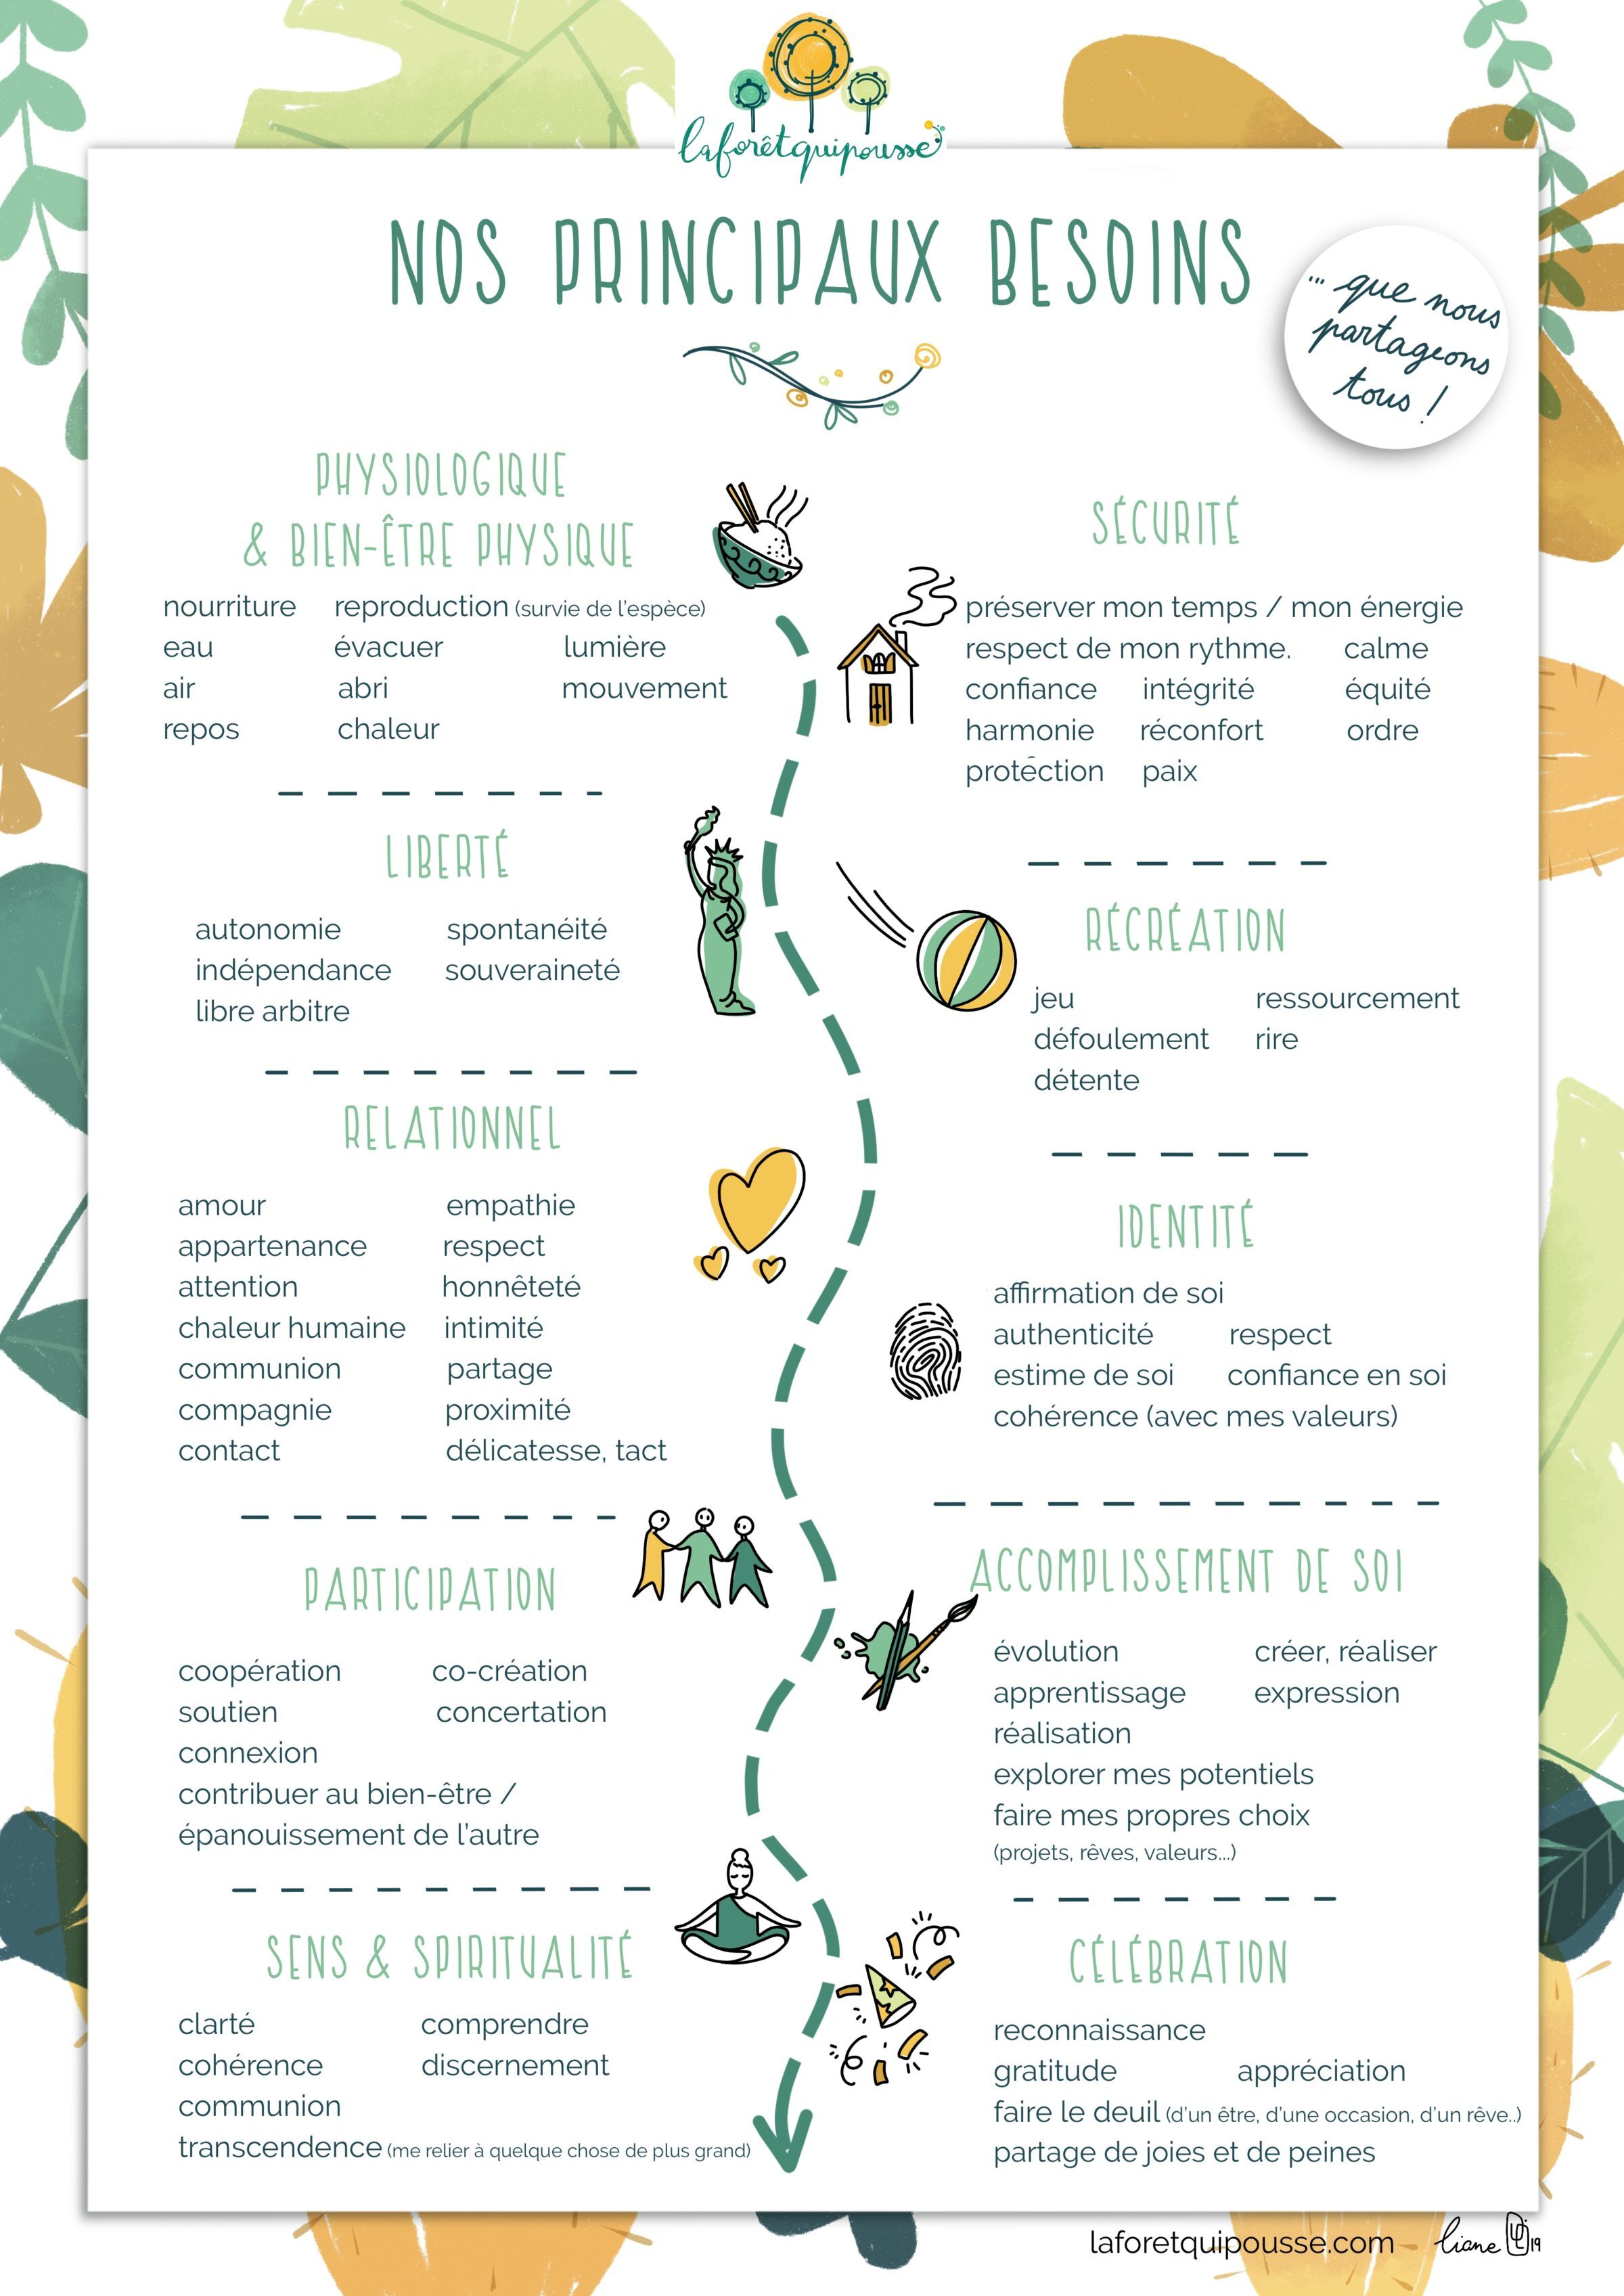 laforêtquipousse
NOS PRINCIPAUX BESOINS
... que nous
partageons
tous !
PHYSIOLOGIQUE
& BIEN-ÊTRE PHYSIQUE
nourriture reproduction (survie de l'espèce)
eau évacuer lumière
air abri mouvement
repos chaleur
SÉCURITÉ
préserver mon temps / mon énergie
respect de mon rythme. calme
confiance intégrité équité
harmonie réconfort ordre
protection paix
LIBERTÉ
autonomie spontanéité
indépendance souveraineté
libre arbitre
RÉCRÉATION
jeu ressourcement
défoulement rire
détente
RELATIONNEL
amour empathie
appartenance respect
attention honnêteté
chaleur humaine intimité
communion partage
compagnie proximité
contact délicatesse, tact
IDENTITÉ
affirmation de soi
authenticité respect
estime de soi confiance en soi
cohérence (avec mes valeurs)
PARTICIPATION
coopération co-création
soutien concertation
connexion
contribuer au bien-être /
épanouissement de l'autre
ACCOMPLISSEMENT DE SOI
évolution créer, réaliser
apprentissage expression
réalisation
explorer mes potentiels
faire mes propres choix
(projets, rêves, valeurs...)
SENS & SPIRITUALITÉ
clarté comprendre
cohérence discernement
communion
transcendence (me relier à quelque chose de plus grand)
CÉLÉBRATION
reconnaissance
gratitude appréciation
faire le deuil (d'un être, d'une occasion, d'un rêve..)
partage de joies et de peines
laforetquipousse.com liane 19